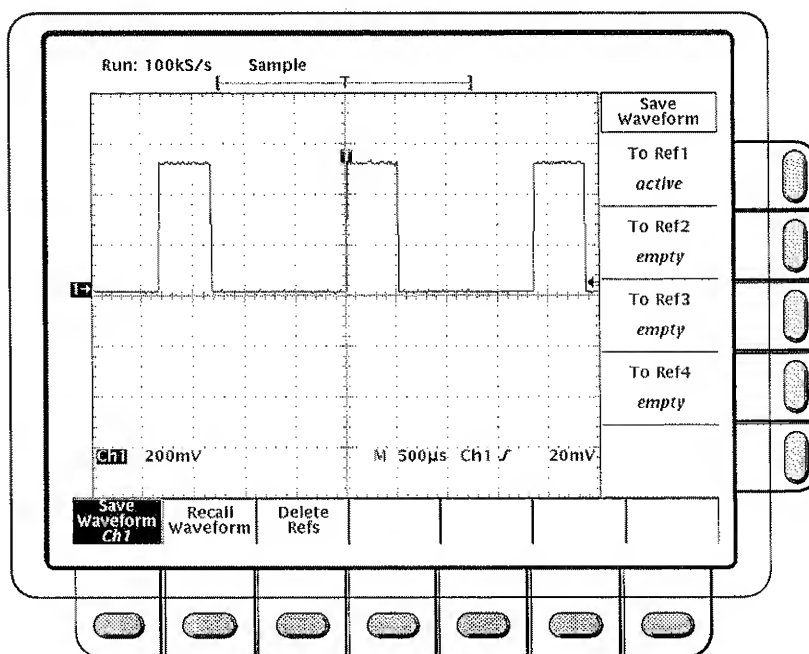 Run: 100kS/s Sample
[ T ]
Save
Waveform
To Ref1
active
To Ref2
empty
To Ref3
empty
To Ref4
empty
T
1→
Ch1 200mV M 500µs Ch1 ƒ 20mV
Save
Waveform
Ch1
Recall
Waveform
Delete
Refs